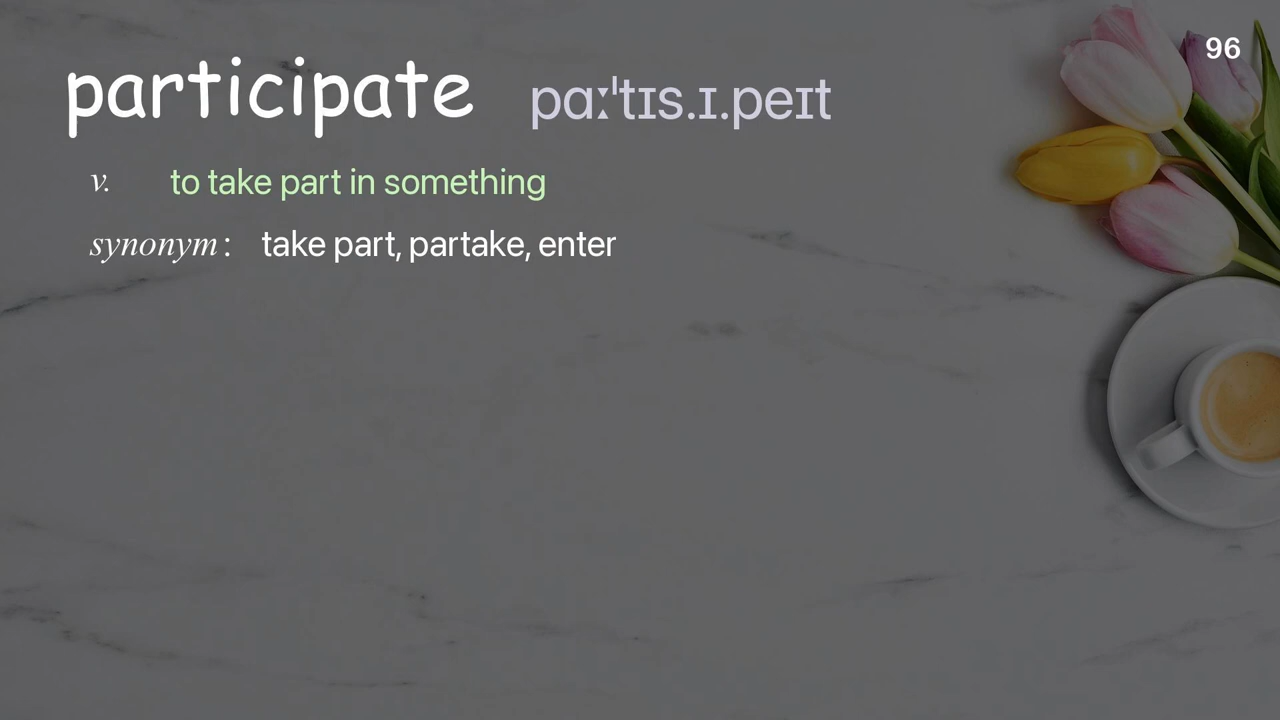 96
participate pɑːˈtɪs.ɪ.peɪt
v. to take part in something
synonym : take part, partake, enter